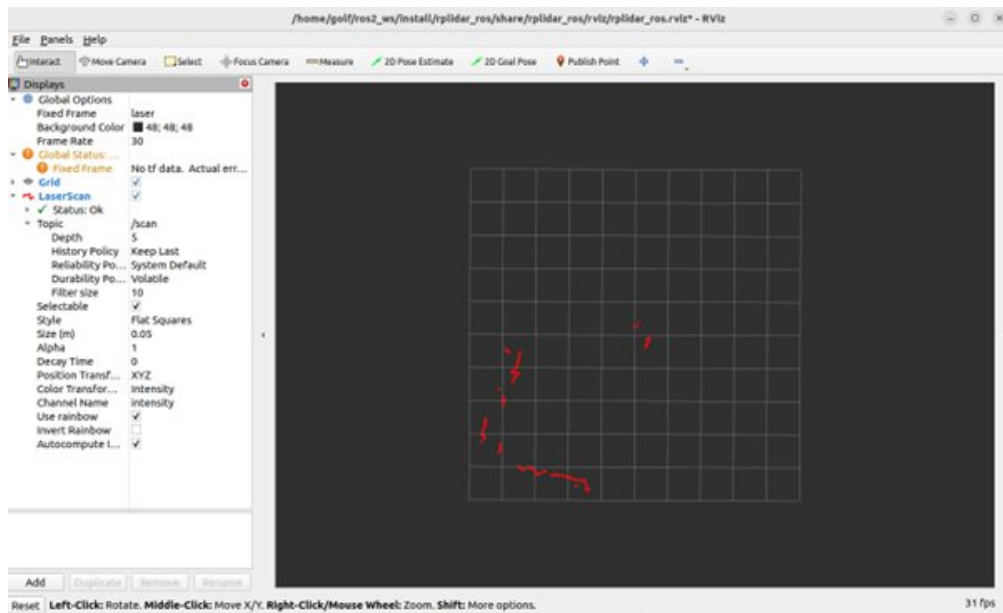 /home/golf/ros2_ws/install/rplidar_ros/share/rplidar_ros/rviz/rplidar_ros.rviz* - RViz
File Panels Help
Interact Move Camera Select Focus Camera Measure 2D Pose Estimate 2D Goal Pose Publish Point
Displays
Global Options
Fixed Frame laser
Background Color 48; 48; 48
Frame Rate 30
Global Status: ...
Fixed Frame No tf data. Actual err...
Grid
LaserScan
Status: Ok
Topic /scan
Depth 5
History Policy Keep Last
Reliability Po... System Default
Durability Po... Volatile
Filter size 10
Selectable
Style Flat Squares
Size (m) 0.05
Alpha 1
Decay Time 0
Position Transf... XYZ
Color Transfor... Intensity
Channel Name intensity
Use rainbow
Invert Rainbow
Autocompute I...
Add Duplicate Remove Rename
Reset Left-Click: Rotate. Middle-Click: Move X/Y. Right-Click/Mouse Wheel: Zoom. Shift: More options. 31 fps